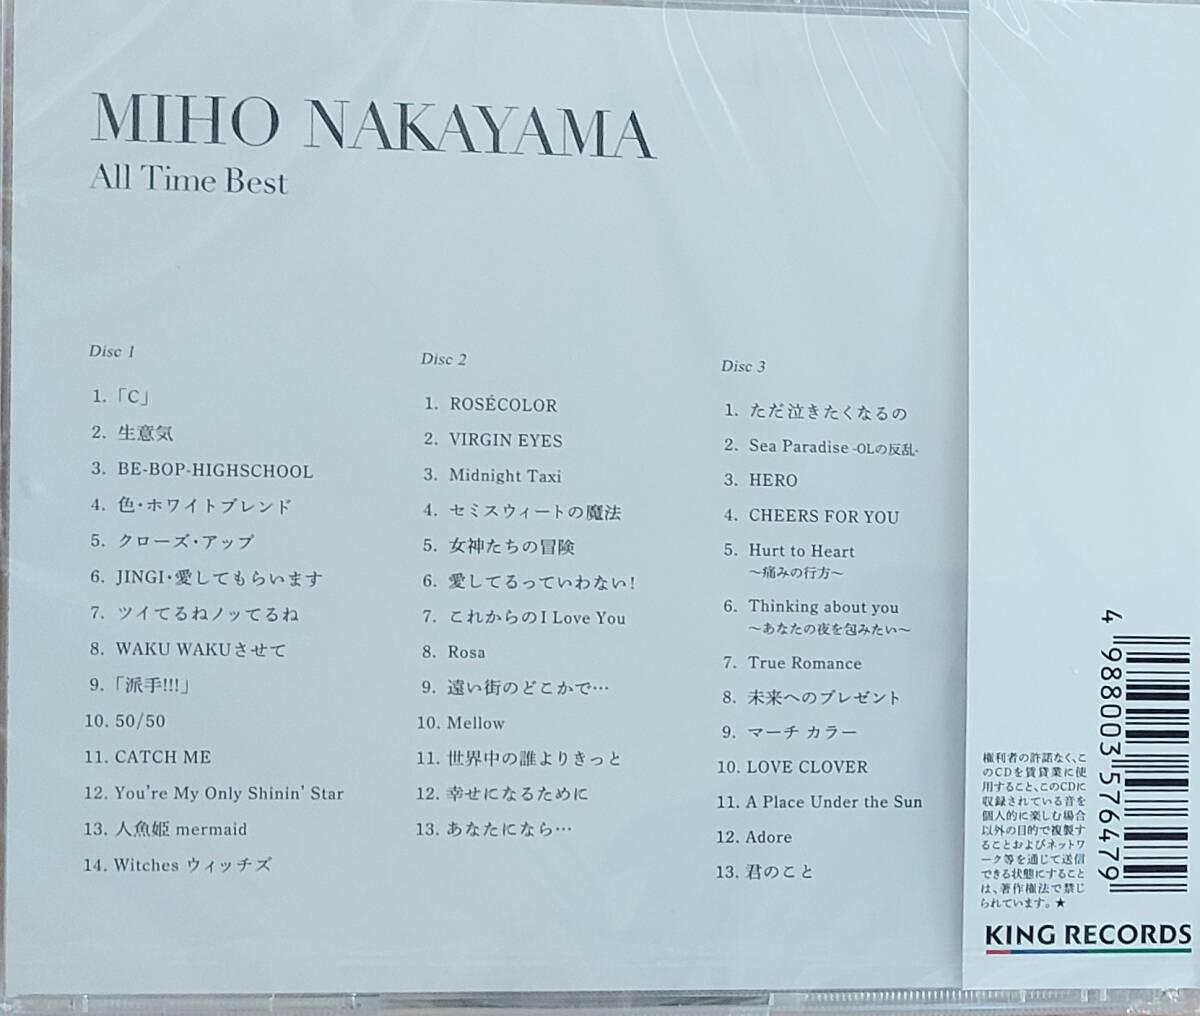 MIHO NAKAYAMA
All Time Best
Disc 1
1. 「C」
2. 生意気
3. BE-BOP-HIGHSCHOOL
4. 色・ホワイトブレンド
5. クローズ・アップ
6. JINGI・愛してもらいます
7. ツイてるねノッてるね
8. WAKU WAKUさせて
9. 「派手!!!」
10. 50/50
11. CATCH ME
12. You're My Only Shinin' Star
13. 人魚姫 mermaid
14. Witches ウィッチズ
Disc 2
1. ROSÉCOLOR
2. VIRGIN EYES
3. Midnight Taxi
4. セミスウィートの魔法
5. 女神たちの冒険
6. 愛してるっていわない!
7. これからのI Love You
8. Rosa
9. 遠い街のどこかで…
10. Mellow
11. 世界中の誰よりきっと
12. 幸せになるために
13. あなたになら…
Disc 3
1. ただ泣きたくなるの
2. Sea Paradise -OLの反乱-
3. HERO
4. CHEERS FOR YOU
5. Hurt to Heart
～痛みの行方～
6. Thinking about you
～あなたの夜を包みたい～
7. True Romance
8. 未来へのプレゼント
9. マーチ カラー
10. LOVE CLOVER
11. A Place Under the Sun
12. Adore
13. 君のこと
4 988003 576479
権利者の許諾なく、こ
のCDを賃貸業に使
用すること、このCDに
収録されている音を
個人的に楽しむ場合
以外の目的で複製す
ることおよびネットワ
ーク等を通じて送信
できる状態にすること
は、著作権法で禁じ
られています。★
KING RECORDS